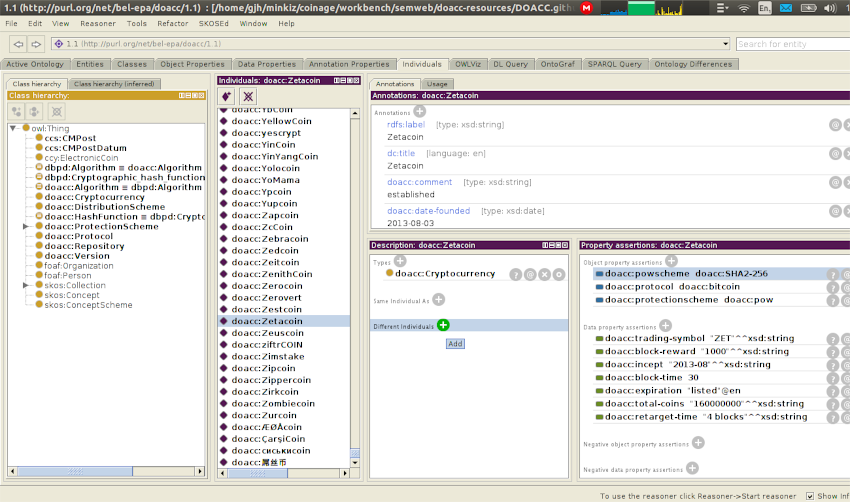 1.1 (http://purl.org/net/bel-epa/doacc/1.1) : [/home/gjh/minkiz/coinage/workbench/semweb/doacc-resources/DOACC.gith
En
File Edit View Reasoner Tools Refactor SKOSEd Window Help
1.1 (http://purl.org/net/bel-epa/doacc/1.1)
Search for entity
Active Ontology Entities Classes Object Properties Data Properties Annotation Properties Individuals OWLViz DL Query OntoGraf SPARQL Query Ontology Differences
Class hierarchy Class hierarchy (inferred)
Class hierarchy:
owl:Thing
ccs:CMPost
ccs:CMPostDatum
ccy:ElectronicCoin
dbpd:Algorithm ≡ doacc:Algorithm
dbpd:Cryptographic_hash_function
doacc:Algorithm ≡ dbpd:Algorithm
doacc:Cryptocurrency
doacc:DistributionScheme
doacc:HashFunction ≡ dbpd:Crypto
doacc:ProtectionScheme
doacc:Protocol
doacc:Repository
doacc:Version
foaf:Organization
foaf:Person
skos:Collection
skos:Concept
skos:ConceptScheme
Individuals: doacc:Zetacoin
doacc:YbCoin
doacc:YellowCoin
doacc:yescrypt
doacc:YinCoin
doacc:YinYangCoin
doacc:Yolocoin
doacc:YoMama
doacc:Ypcoin
doacc:Yupcoin
doacc:Zapcoin
doacc:ZcCoin
doacc:Zebracoin
doacc:Zedcoin
doacc:Zeitcoin
doacc:ZenithCoin
doacc:Zerocoin
doacc:Zerovert
doacc:Zestcoin
doacc:Zetacoin
doacc:Zeuscoin
doacc:ziftrCOIN
doacc:Zimstake
doacc:Zipcoin
doacc:Zippercoin
doacc:Zirkcoin
doacc:Zombiecoin
doacc:Zurcoin
doacc:ÆØÅcoin
doacc:ÇarşiCoin
doacc:сиськиcoin
doacc:屌丝币
Annotations Usage
Annotations: doacc:Zetacoin
Annotations
rdfs:label [type: xsd:string]
Zetacoin
dc:title [language: en]
Zetacoin
doacc:comment [type: xsd:string]
established
doacc:date-founded [type: xsd:date]
2013-08-03
Description: doacc:Zetacoin
Types
doacc:Cryptocurrency
Same Individual As
Different Individuals
Add
Property assertions: doacc:Zetacoin
Object property assertions
doacc:powscheme doacc:SHA2-256
doacc:protocol doacc:bitcoin
doacc:protectionscheme doacc:pow
Data property assertions
doacc:trading-symbol "ZET"^^xsd:string
doacc:block-reward "1000"^^xsd:string
doacc:incept "2013-08"^^xsd:string
doacc:block-time 30
doacc:expiration "listed"@en
doacc:total-coins "160000000"^^xsd:string
doacc:retarget-time "4 blocks"^^xsd:string
Negative object property assertions
Negative data property assertions
To use the reasoner click Reasoner->Start reasoner Show Inf